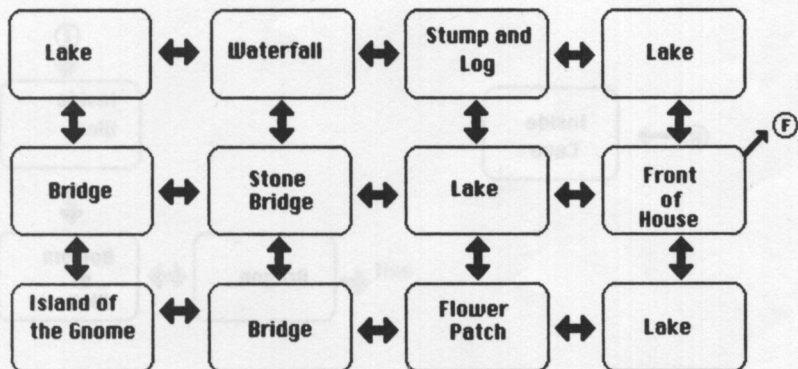 Lake
Waterfall
Stump and
Log
Lake
Bridge
Stone
Bridge
Lake
Front
of
House
F
Island of
the Gnome
Bridge
Flower
Patch
Lake